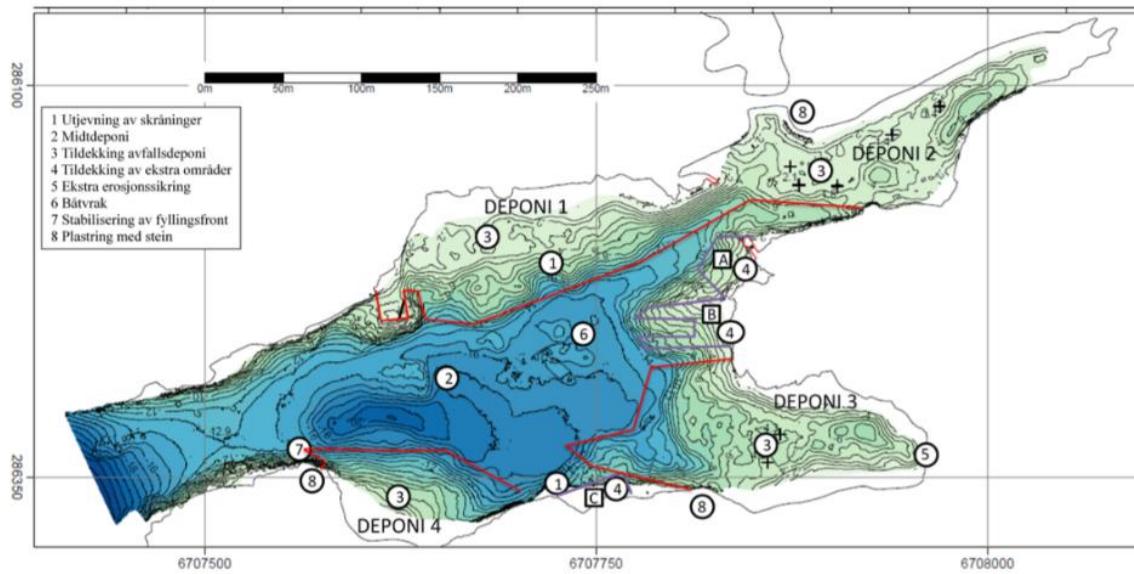 0m 50m 100m 150m 200m 250m
286100
1 Utjevning av skråninger
2 Midtdeponi
3 Tildekking avfallsdeponi
4 Tildekking av ekstra områder
5 Ekstra erosjonssikring
6 Båtvrak
7 Stabilisering av fyllingsfront
8 Plastring med stein
8
DEPONI 2
3
DEPONI 1
3
1
A
4
B
4
6
2
DEPONI 3
3
5
12.9
7
286350
8
3
DEPONI 4
1
C
4
8
6707500 6707750 6708000